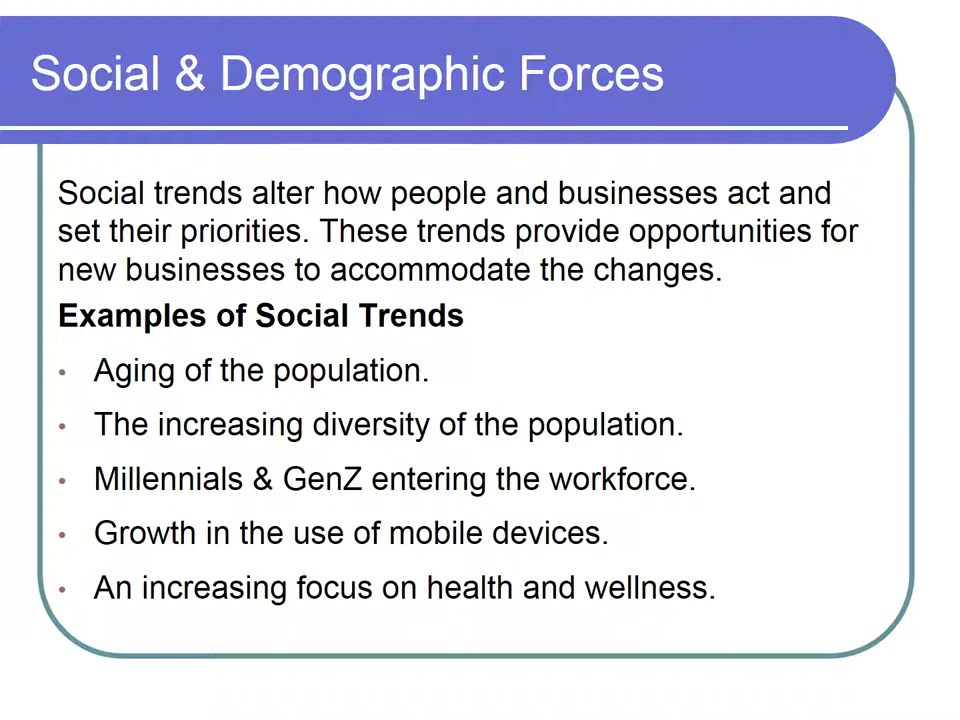 Social & Demographic Forces
Social trends alter how people and businesses act and
set their priorities. These trends provide opportunities for
new businesses to accommodate the changes.
Examples of Social Trends
• Aging of the population.
• The increasing diversity of the population.
• Millennials & GenZ entering the workforce.
• Growth in the use of mobile devices.
• An increasing focus on health and wellness.